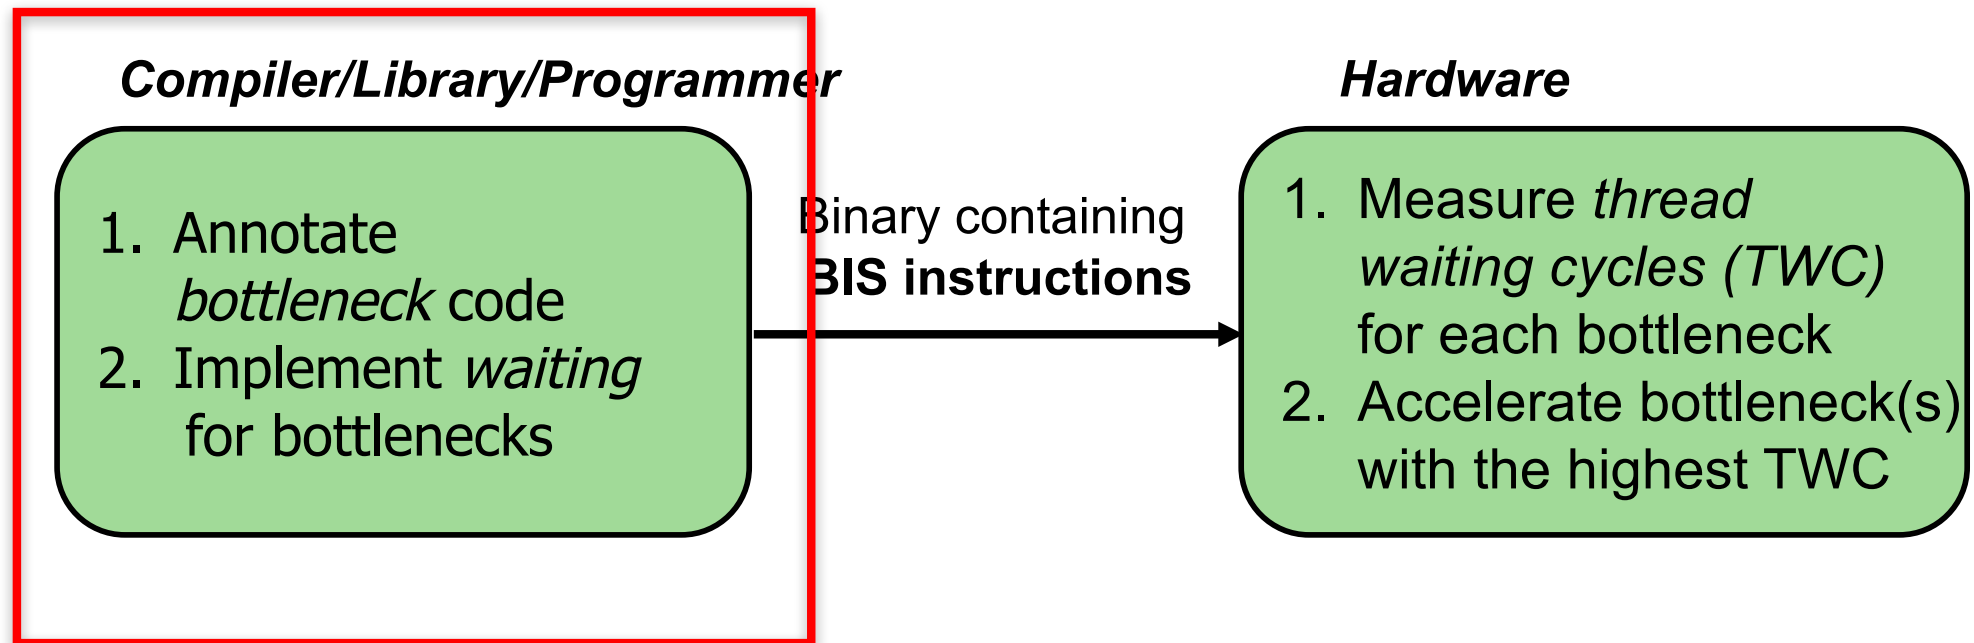 Compiler/Library/Programmer
1. Annotate
bottleneck code
2. Implement waiting
for bottlenecks
Binary containing
BIS instructions
Hardware
1. Measure thread
waiting cycles (TWC)
for each bottleneck
2. Accelerate bottleneck(s)
with the highest TWC